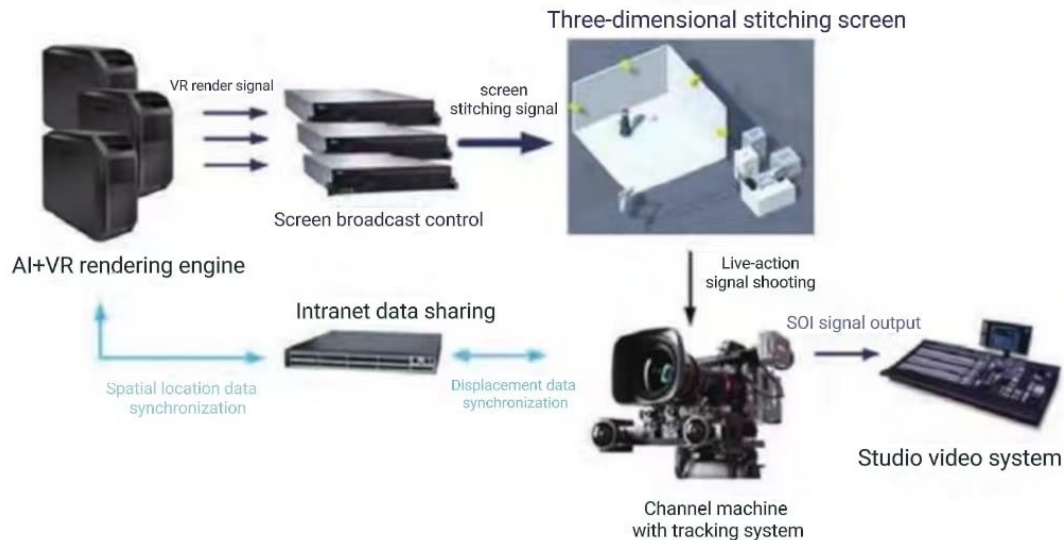 Three-dimensional stitching screen
VR render signal
screen
stitching signal
Screen broadcast control
AI+VR rendering engine
Live-action
signal shooting
Intranet data sharing
SOI signal output
Spatial location data
synchronization
Displacement data
synchronization
Studio video system
Channel machine
with tracking system